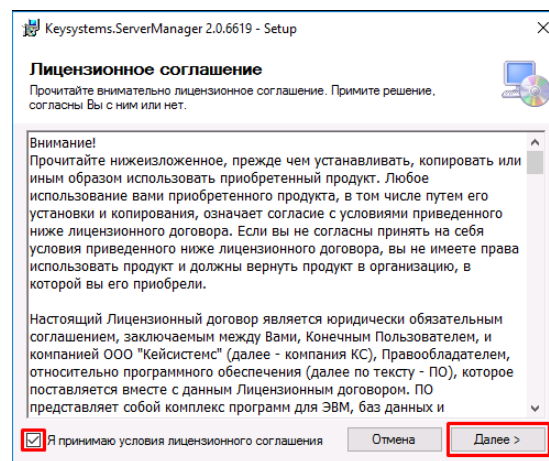 Keysystems.ServerManager 2.0.6619 - Setup
Лицензионное соглашение
Прочитайте внимательно лицензионное соглашение. Примите решение,
согласны Вы с ним или нет.
Внимание!
Прочитайте нижеизложенное, прежде чем устанавливать, копировать или
иным образом использовать приобретенный продукт. Любое
использование вами приобретенного продукта, в том числе путем его
установки и копирования, означает согласие с условиями приведенного
ниже лицензионного договора. Если вы не согласны принять на себя
условия приведенного ниже лицензионного договора, вы не имеете права
использовать продукт и должны вернуть продукт в организацию, в
которой вы его приобрели.
Настоящий Лицензионный договор является юридически обязательным
соглашением, заключаемым между Вами, Конечным Пользователем, и
компанией ООО "Кейсистемс" (далее - компания КС), Правообладателем,
относительно программного обеспечения (далее по тексту - ПО), которое
поставляется вместе с данным Лицензионным договором. ПО
представляет собой комплекс программ для ЭВМ, баз данных и
Я принимаю условия лицензионного соглашения
Отмена
Далее >